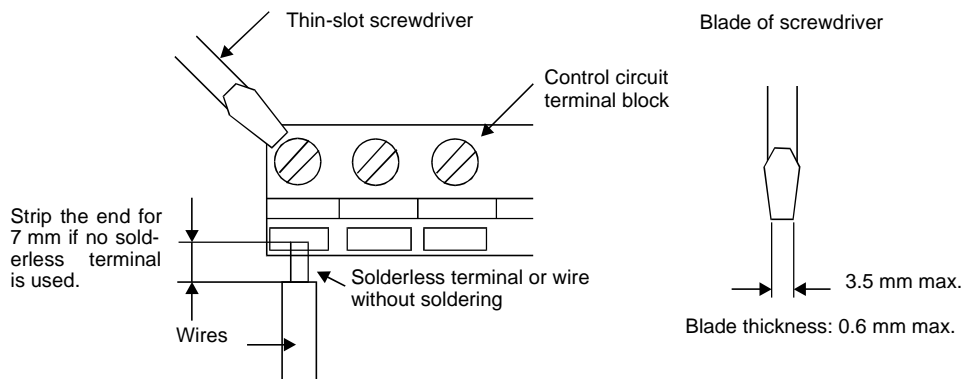 Thin-slot screwdriver
Blade of screwdriver
Control circuit
terminal block
Strip the end for
7 mm if no sold-
erless terminal
is used.
Solderless terminal or wire
without soldering
Wires
3.5 mm max.
Blade thickness: 0.6 mm max.